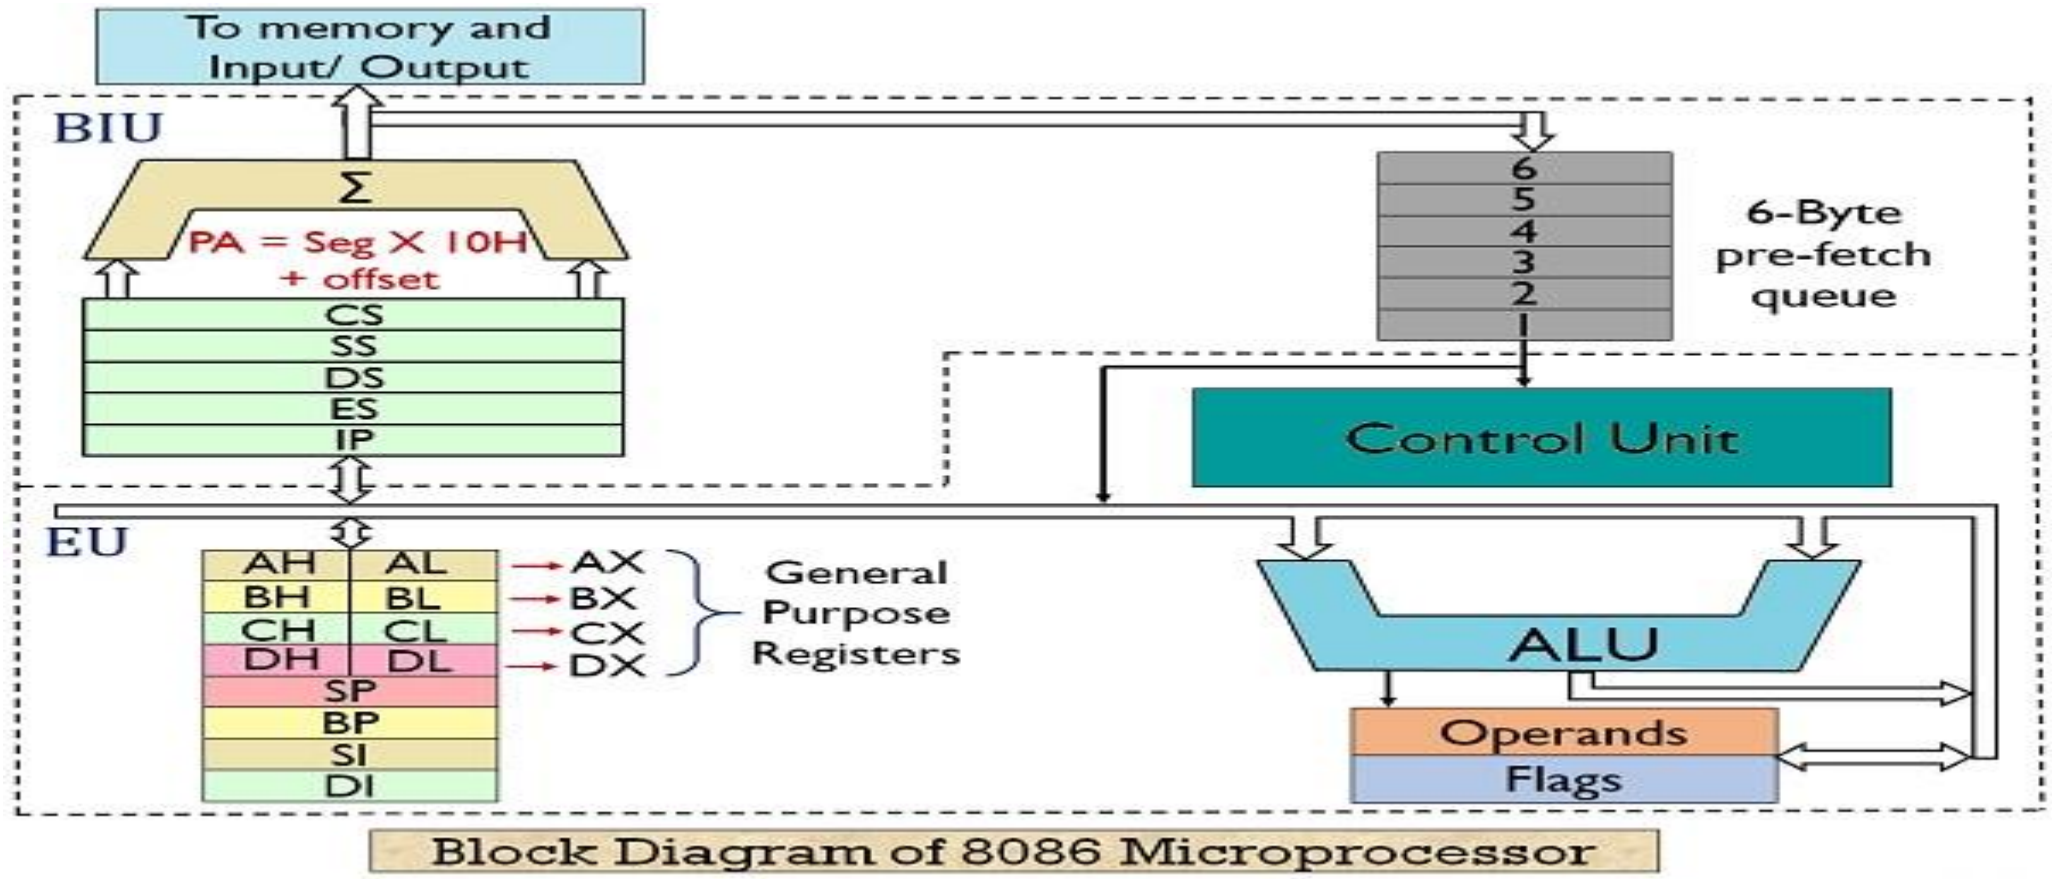 To memory and
Input/ Output
BIU
Σ
PA = Seg X 10H
+ offset
CS
SS
DS
ES
IP
6
5
4
3
2
1
6-Byte
pre-fetch
queue
Control Unit
EU
AH AL → AX
BH BL → BX
CH CL → CX
DH DL → DX
SP
BP
SI
DI
General
Purpose
Registers
ALU
Operands
Flags
Block Diagram of 8086 Microprocessor